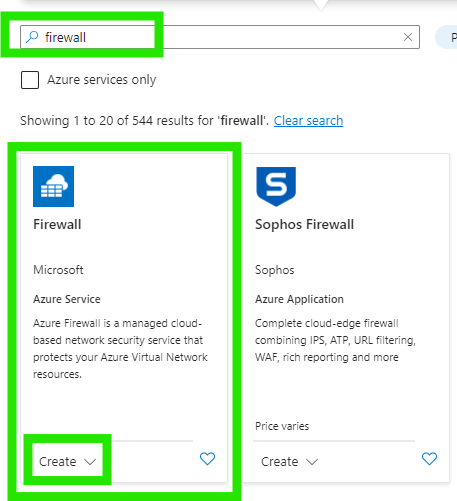 firewall
P
Azure services only
Showing 1 to 20 of 544 results for 'firewall'. Clear search
Firewall
Microsoft
Azure Service
Azure Firewall is a managed cloud-
based network security service that
protects your Azure Virtual Network
resources.
Create
S
Sophos Firewall
Sophos
Azure Application
Complete cloud-edge firewall
combining IPS, ATP, URL filtering,
WAF, rich reporting and more
Price varies
Create